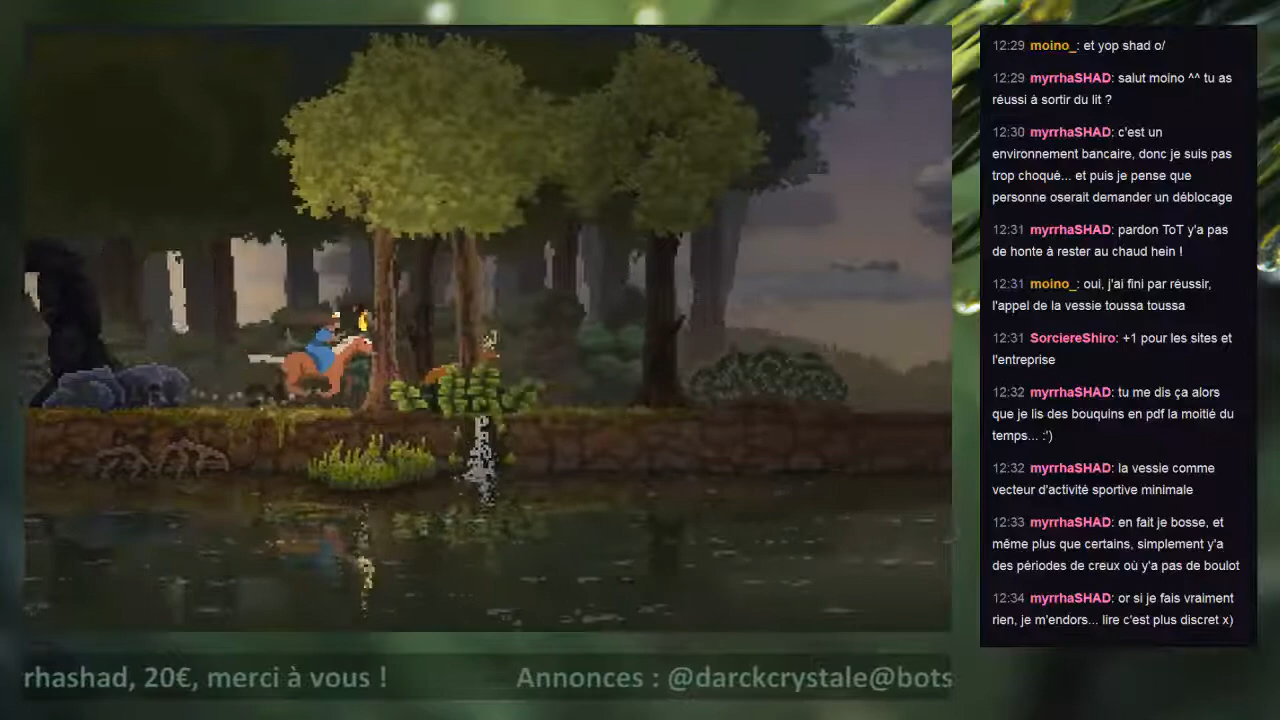 12:29 moino_: et yop shad o/
12:29 myrrhaSHAD: salut moino ^^ tu as
réussi à sortir du lit ?
12:30 myrrhaSHAD: c'est un
environnement bancaire, donc je suis pas
trop choqué... et puis je pense que
personne oserait demander un déblocage
12:31 myrrhaSHAD: pardon ToT y'a pas
de honte à rester au chaud hein !
12:31 moino_: oui, j'ai fini par réussir,
l'appel de la vessie toussa toussa
12:31 SorciereShiro: +1 pour les sites et
l'entreprise
12:32 myrrhaSHAD: tu me dis ça alors
que je lis des bouquins en pdf la moitié du
temps... :')
12:32 myrrhaSHAD: la vessie comme
vecteur d'activité sportive minimale
12:33 myrrhaSHAD: en fait je bosse, et
même plus que certains, simplement y'a
des périodes de creux où y'a pas de boulot
12:34 myrrhaSHAD: or si je fais vraiment
rien, je m'endors... lire c'est plus discret x)
rhashad, 20€, merci à vous ! Annonces : @darckcrystale@bots